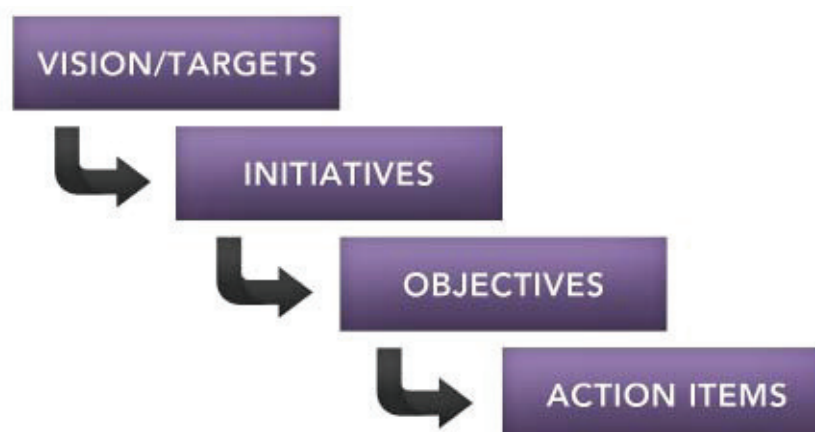 VISION/TARGETS
INITIATIVES
OBJECTIVES
ACTION ITEMS